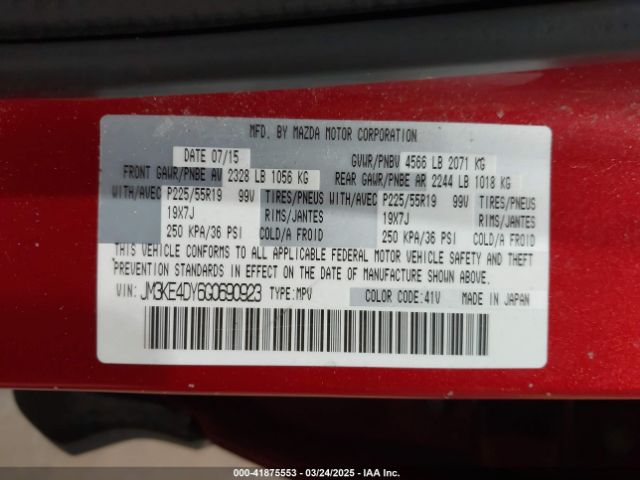 MFD. BY MAZDA MOTOR CORPORATION
DATE 07/15 GVWR/PNBV 4566 LB 2071 KG
FRONT GAWR/PNBE AV 2328 LB 1056 KG REAR GAWR/PNBE AR 2244 LB 1018 KG
WITH/AVEC P225/55R19 99V TIRES/PNEUS WITH/AVEC P225/55R19 99V TIRES/PNEUS
19X7J RIMS/JANTES 19X7J RIMS/JANTES
250 KPA/36 PSI COLD/A FROID 250 KPA/36 PSI COLD/A FROID
THIS VEHICLE CONFORMS TO ALL APPLICABLE FEDERAL MOTOR VEHICLE SAFETY AND THEFT
PREVENTION STANDARDS IN EFFECT ON THE DATE OF MANUFACTURE SHOWN ABOVE.
VIN: JM3KE4DY6G0690923 TYPE: MPV COLOR CODE: 41V MADE IN JAPAN
000-41875553 - 03/24/2025 - IAA Inc.